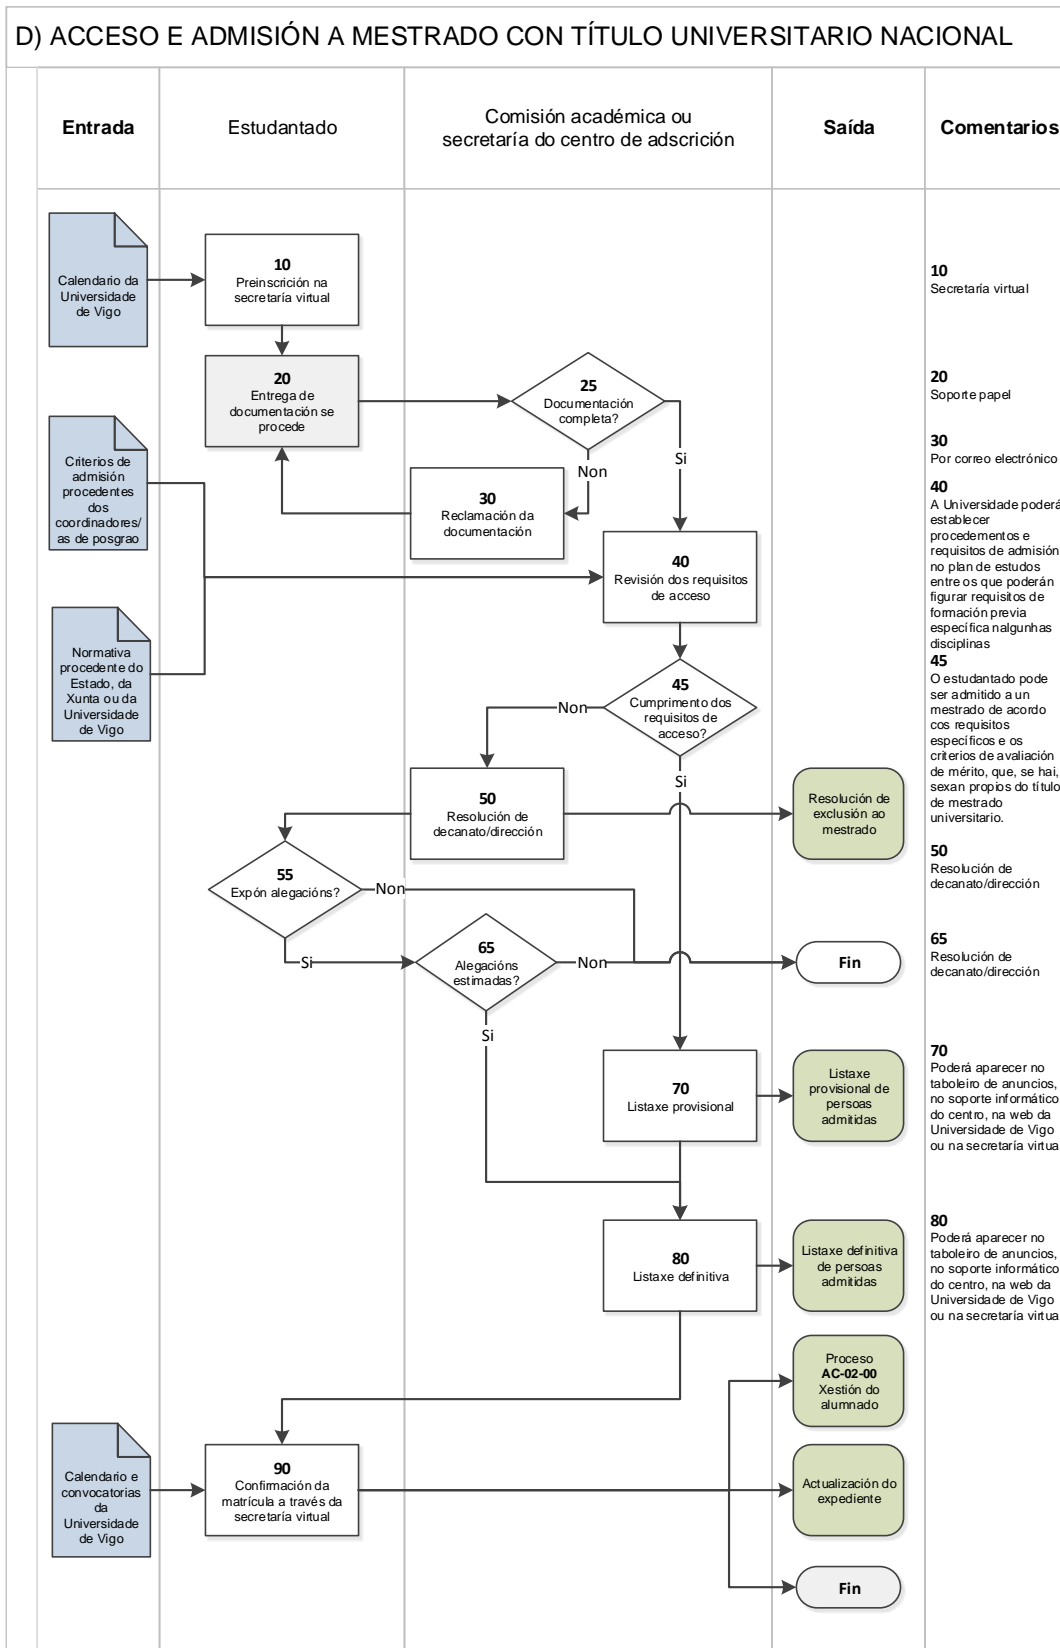 D) ACCESO E ADMISIÓN A MESTRADO CON TÍTULO UNIVERSITARIO NACIONAL
Entrada
Estudantado
Comisión académica ou
secretaría do centro de adscrición
Saída
Comentarios
Calendario da
Universidade
de Vigo
10
Preinscrición na
secretaría virtual
10
Secretaría virtual
20
Entrega de
documentación se
procede
25
Documentación
completa?
20
Soporte papel
Si
Non
Criterios de
admisión
procedentes
dos
coordinadores/
as de posgrao
30
Reclamación da
documentación
30
Por correo electrónico
40
Revisión dos requisitos
de acceso
40
A Universidade poderá
establecer
procedementos e
requisitos de admisión
no plan de estudos
entre os que poderán
figurar requisitos de
formación previa
específica nalgunhas
disciplinas
Normativa
procedente do
Estado, da
Xunta ou da
Universidade
de Vigo
45
Cumprimento dos
requisitos de
acceso?
Non
Si
45
O estudantado pode
ser admitido a un
mestrado de acordo
cos requisitos
específicos e os
criterios de avaliación
de mérito, que, se hai,
sexan propios do título
de mestrado
universitario.
50
Resolución de
decanato/dirección
Resolución de
exclusión ao
mestrado
50
Resolución de
decanato/dirección
55
Expón alegacións?
Non
Si
65
Alegacións
estimadas?
Non
Si
Fin
65
Resolución de
decanato/dirección
70
Listaxe provisional
Listaxe
provisional de
persoas
admitidas
70
Poderá aparecer no
taboleiro de anuncios,
no soporte informático
do centro, na web da
Universidade de Vigo
ou na secretaría virtua
80
Listaxe definitiva
Listaxe definitiva
de persoas
admitidas
80
Poderá aparecer no
taboleiro de anuncios,
no soporte informático
do centro, na web da
Universidade de Vigo
ou na secretaría virtua
Proceso
AC-02-00
Xestión do
alumnado
Calendario e
convocatorias
da
Universidade
de Vigo
90
Confirmación da
matrícula a través da
secretaría virtual
Actualización do
expediente
Fin